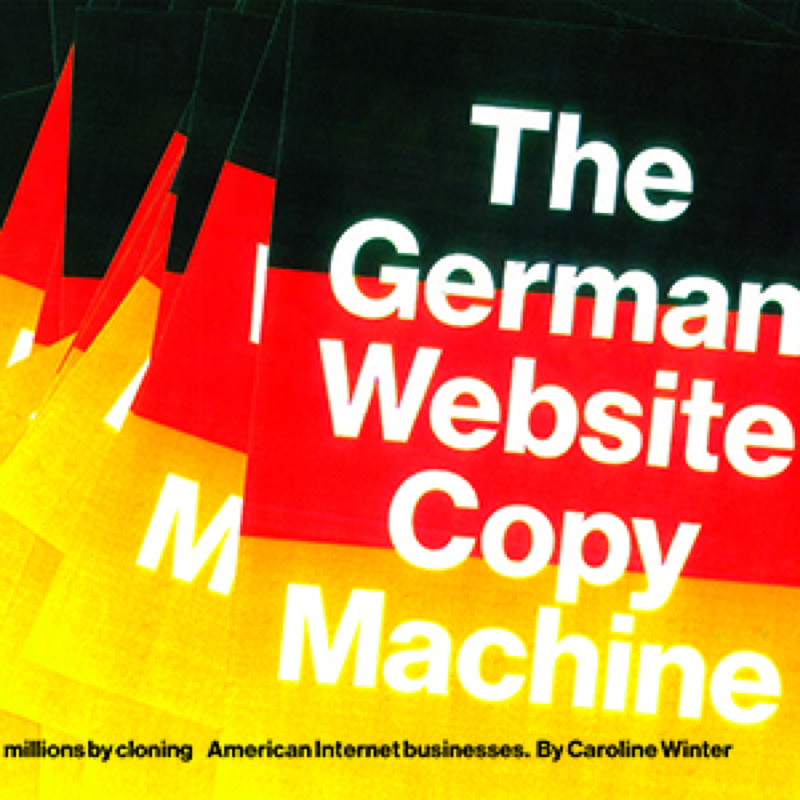 The
German
Website
Copy
Machine
M
millions by cloning American Internet businesses. By Caroline Winter